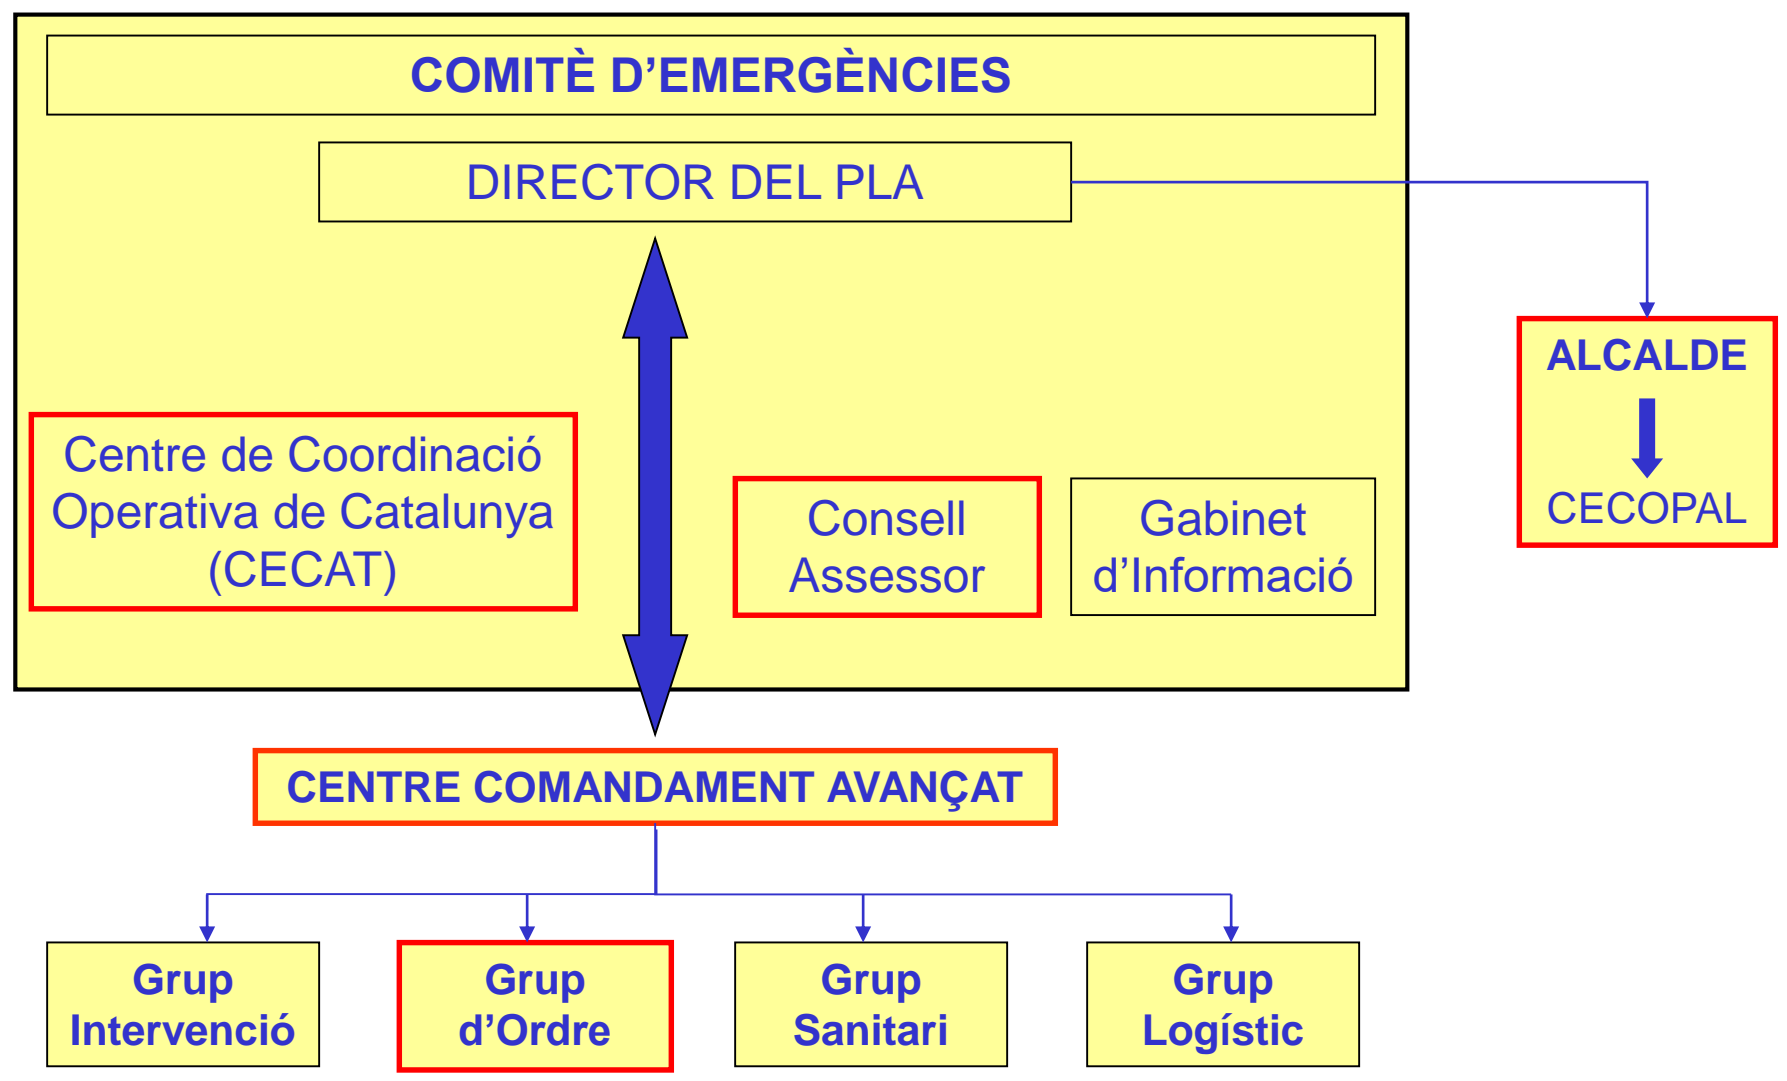 COMITÈ D’EMERGÈNCIES
DIRECTOR DEL PLA
ALCALDE
CECOPAL
Centre de Coordinació
Operativa de Catalunya
(CECAT)
Consell
Assessor
Gabinet
d’Informació
CENTRE COMANDAMENT AVANÇAT
Grup
Intervenció
Grup
d’Ordre
Grup
Sanitari
Grup
Logístic